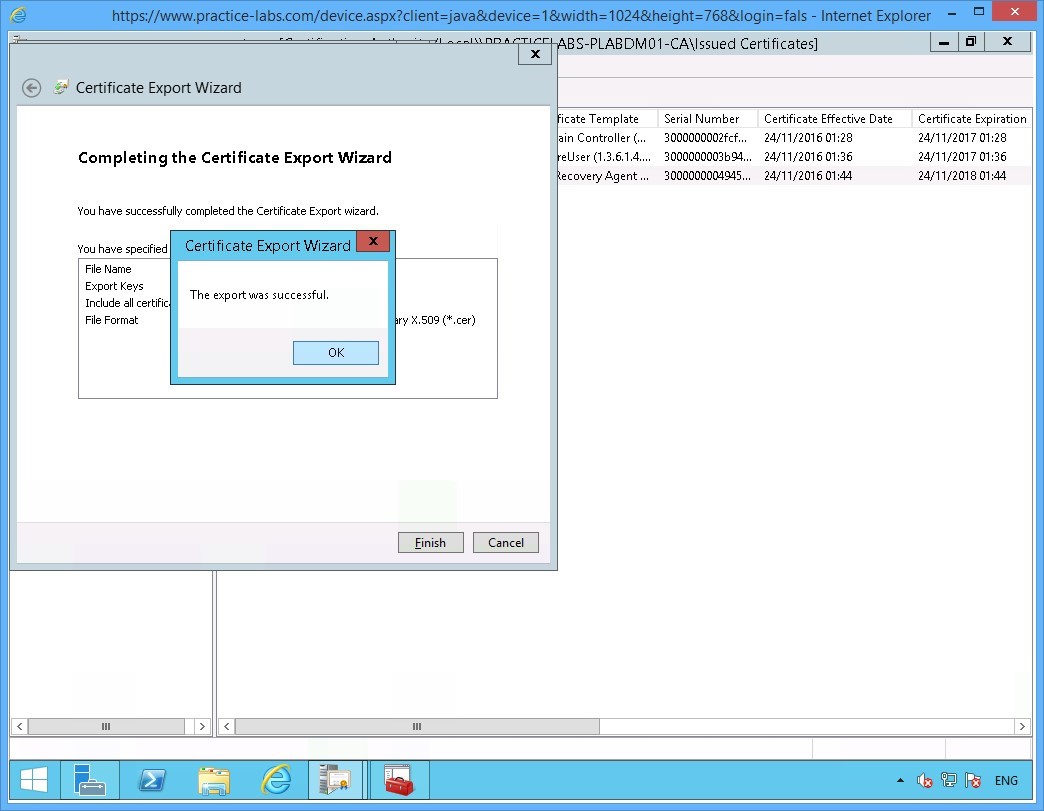 https://www.practice-labs.com/device.aspx?client=java&device=1&width=1024&height=768&login=fals - Internet Explorer
PRACTICELABS-PLABDM01-CA\Issued Certificates]
Certificate Export Wizard
Completing the Certificate Export Wizard
You have successfully completed the Certificate Export wizard.
You have specified
File Name
Export Keys
Include all certific
File Format
ary X.509 (*.cer)
Certificate Export Wizard
The export was successful.
OK
Finish
Cancel
ficate Template Serial Number Certificate Effective Date Certificate Expiration
ain Controller (... 3000000002fcf... 24/11/2016 01:28 24/11/2017 01:28
reUser (1.3.6.1.4.... 3000000003b94... 24/11/2016 01:36 24/11/2017 01:36
Recovery Agent ... 3000000004945... 24/11/2016 01:44 24/11/2018 01:44
ENG